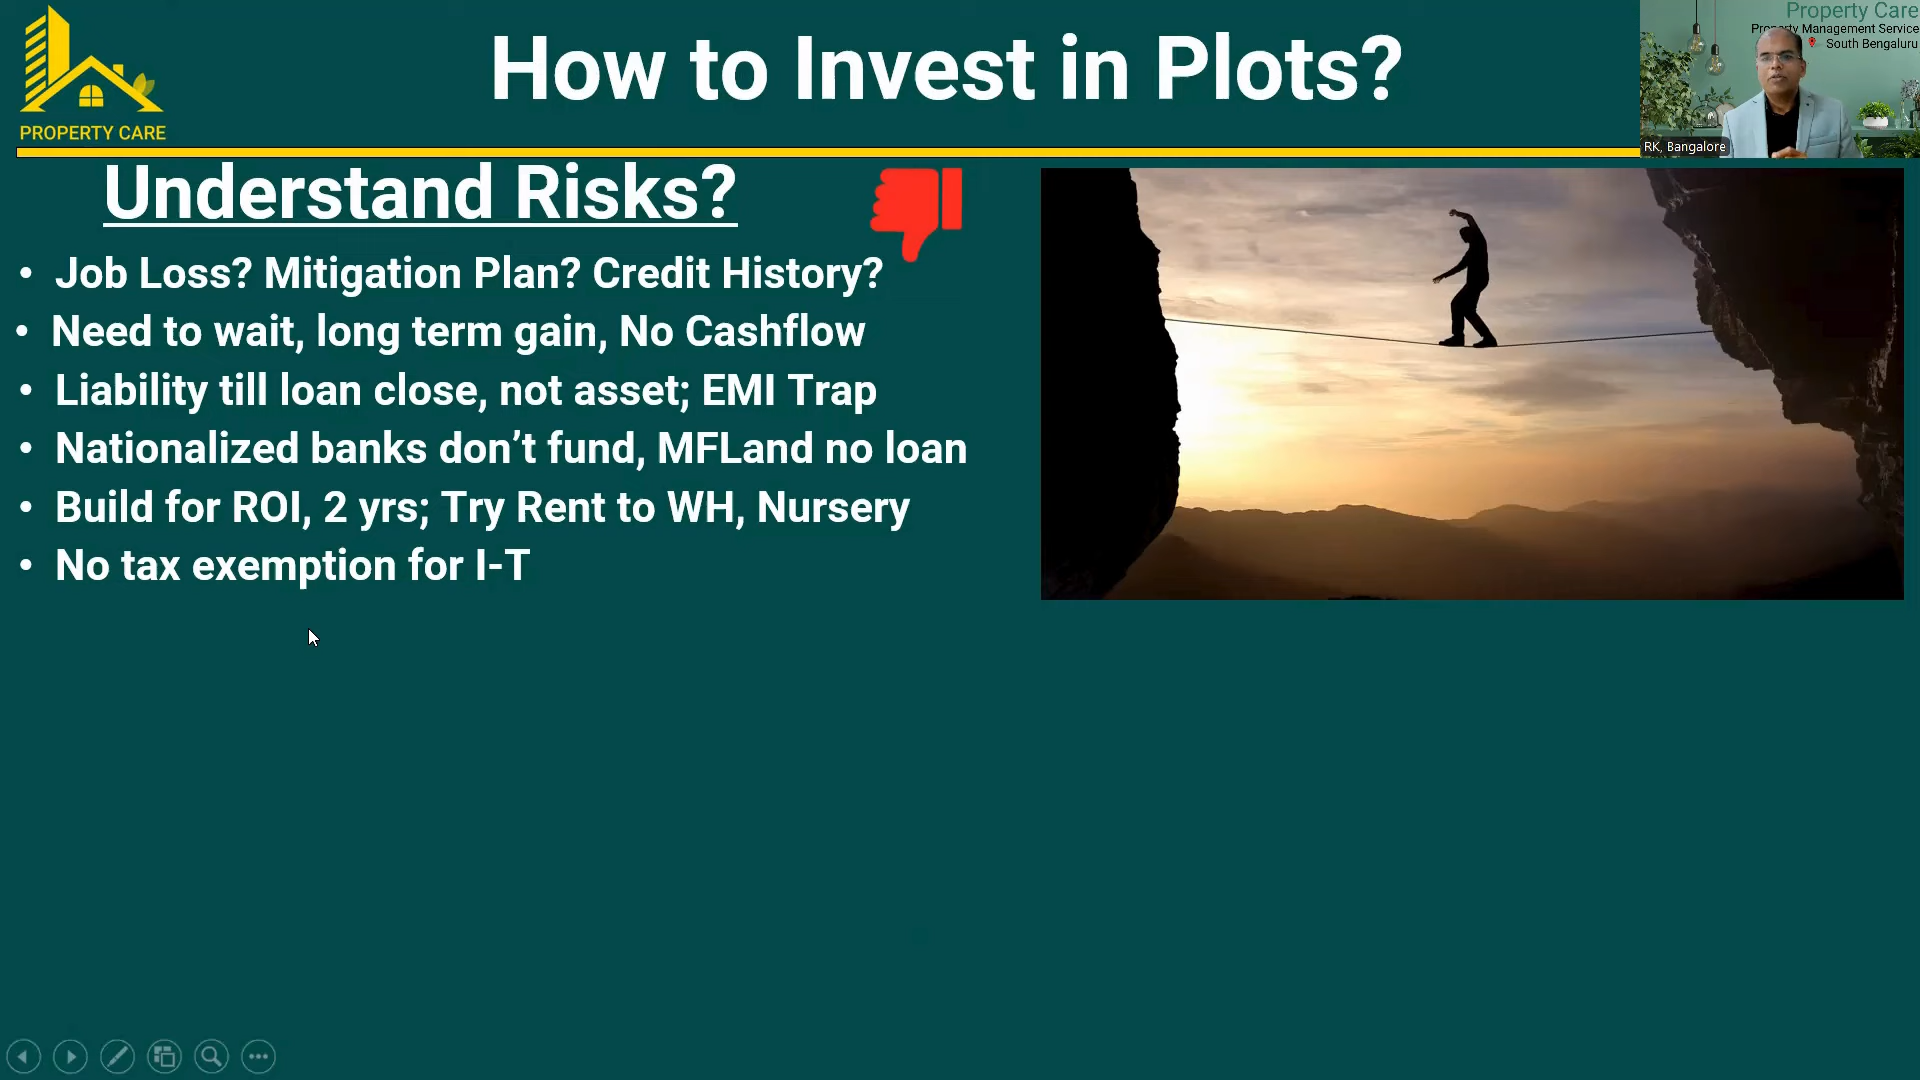 How to Invest in Plots?
PROPERTY CARE
Property Care
Property Management Service
South Bengaluru
RK, Bangalore
Understand Risks?
• Job Loss? Mitigation Plan? Credit History?
• Need to wait, long term gain, No Cashflow
• Liability till loan close, not asset; EMI Trap
• Nationalized banks don’t fund, MFLand no loan
• Build for ROI, 2 yrs; Try Rent to WH, Nursery
• No tax exemption for I-T